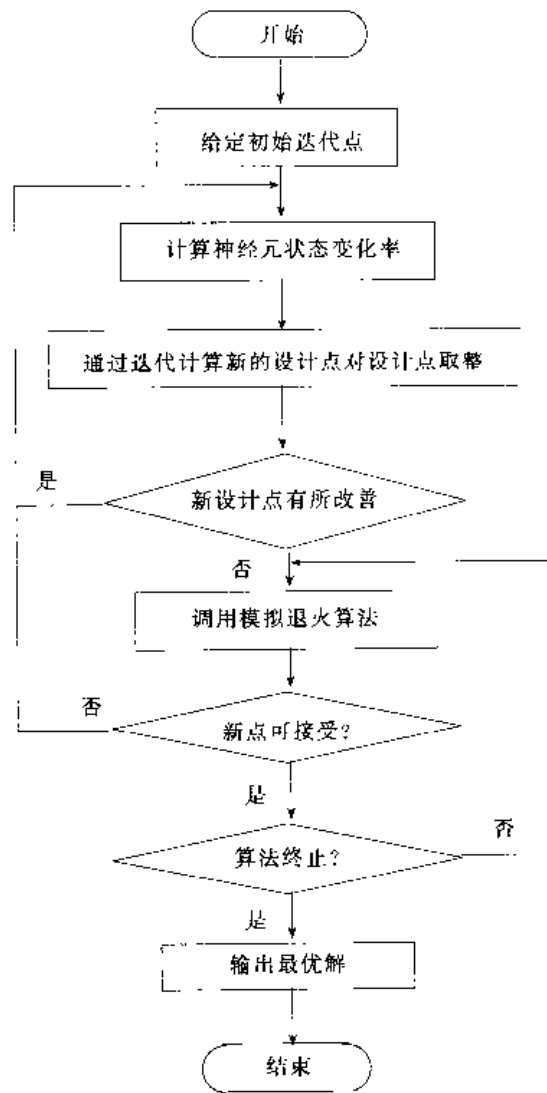 开始
给定初始迭代点
计算神经元状态变化率
通过迭代计算新的设计点对设计点取整
是
新设计点有所改善
否
调用模拟退火算法
否
新点可接受?
是
否
算法终止?
是
输出最优解
结束